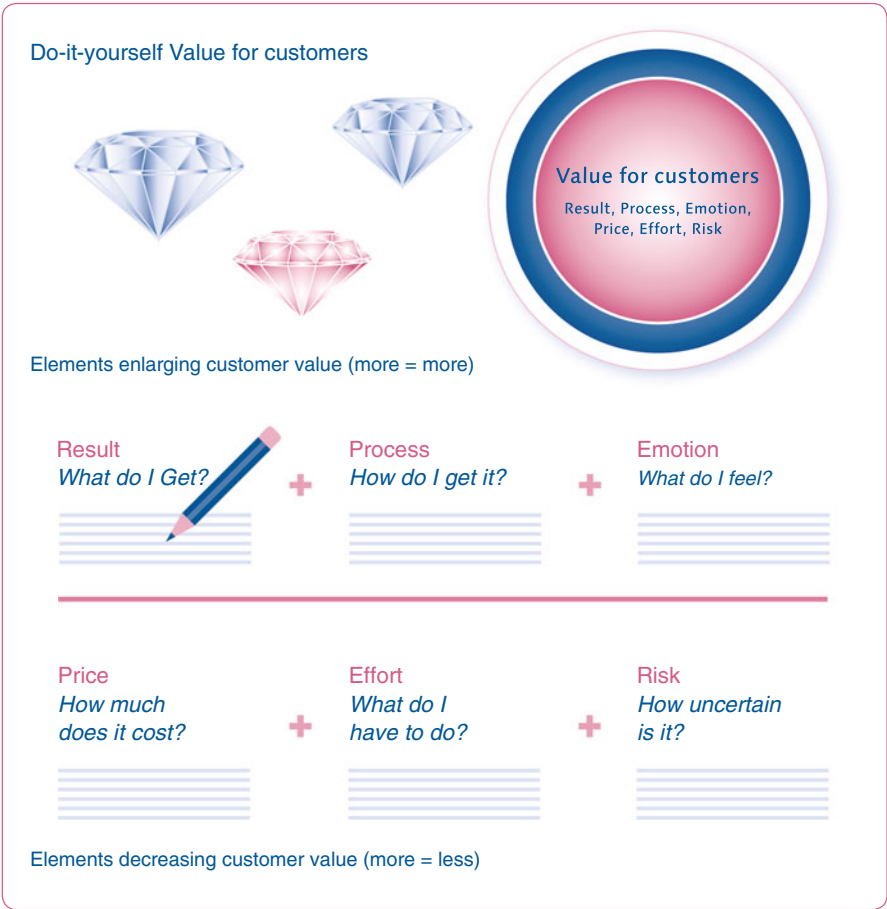 Do-it-yourself Value for customers
Value for customers
Result, Process, Emotion,
Price, Effort, Risk
Elements enlarging customer value (more = more)
Result
What do I Get?
+
Process
How do I get it?
+
Emotion
What do I feel?
Price
How much
does it cost?
+
Effort
What do I
have to do?
+
Risk
How uncertain
is it?
Elements decreasing customer value (more = less)